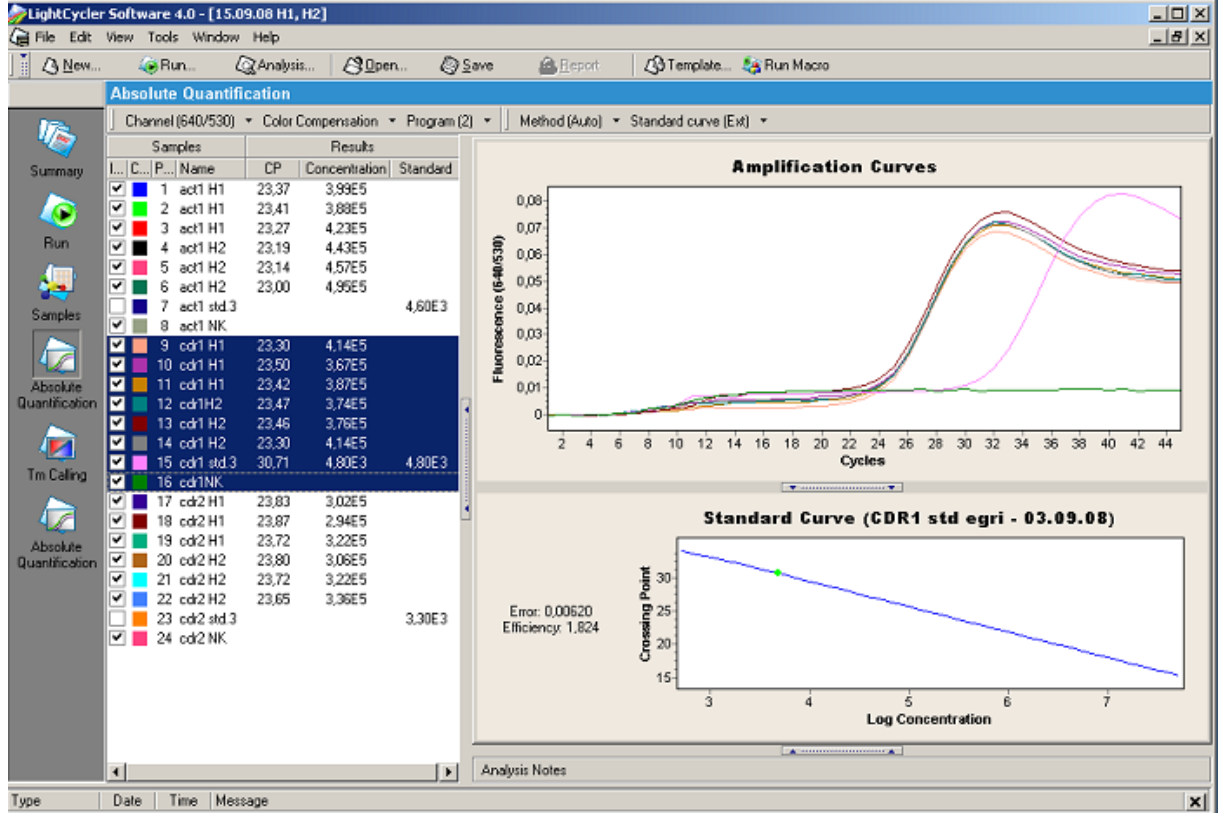 LightCycler Software 4.0 - [15.09.08 H1, H2]
File Edit View Tools Window Help
New... Run... Analysis... Open... Save Report Template... Run Macro
Absolute Quantification
Channel (640/530) Color Compensation Program (2) Method (Auto) Standard curve (Ext)
Summary
Run
Samples
Absolute
Quantification
Tm Calling
Absolute
Quantification
Samples Results
I... C... P... Name CP Concentration Standard
1 act1 H1 23,37 3,99E5
2 act1 H1 23,41 3,88E5
3 act1 H1 23,27 4,23E5
4 act1 H2 23,19 4,43E5
5 act1 H2 23,14 4,57E5
6 act1 H2 23,00 4,95E5
7 act1 std.3 4,60E3
8 act1 NK
9 cdr1 H1 23,30 4,14E5
10 cdr1 H1 23,50 3,67E5
11 cdr1 H1 23,42 3,87E5
12 cdr1H2 23,47 3,74E5
13 cdr1 H2 23,46 3,76E5
14 cdr1 H2 23,30 4,14E5
15 cdr1 std.3 30,71 4,80E3 4,80E3
16 cdr1NK
17 cdr2 H1 23,83 3,02E5
18 cdr2 H1 23,87 2,94E5
19 cdr2 H1 23,72 3,22E5
20 cdr2 H2 23,80 3,06E5
21 cdr2 H2 23,72 3,22E5
22 cdr2 H2 23,65 3,36E5
23 cdr2 std.3 3,30E3
24 cdr2 NK
Amplification Curves
Fluorescence (640/530)
0,08
0,07
0,06
0,05
0,04
0,03
0,02
0,01
0
2 4 6 8 10 12 14 16 18 20 22 24 26 28 30 32 34 36 38 40 42 44
Cycles
Standard Curve (CDR1 std egri - 03.09.08)
Error: 0,00620
Efficiency: 1,824
Crossing Point
30
25
20
15
3 4 5 6 7
Log Concentration
Analysis Notes
Type Date Time Message